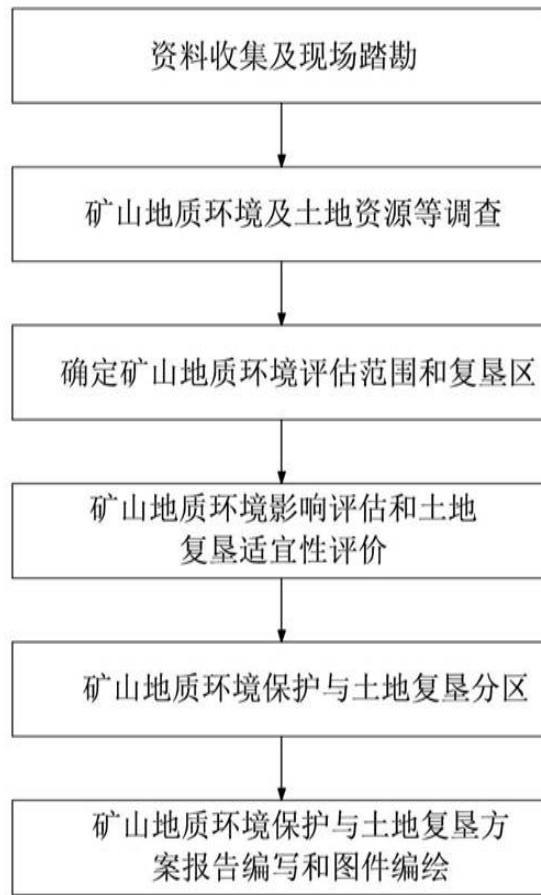 资料收集及现场踏勘
矿山地质环境及土地资源等调查
确定矿山地质环境评估范围和复垦区
矿山地质环境影响评估和土地
复垦适宜性评价
矿山地质环境保护与土地复垦分区
矿山地质环境保护与土地复垦方
案报告编写和图件编绘